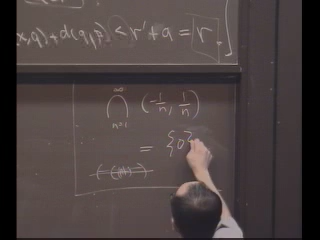 x,q) + d(q,p) < r' + a = r.]
∞
⋂ (-1/n, 1/n)
n=1
= {0}